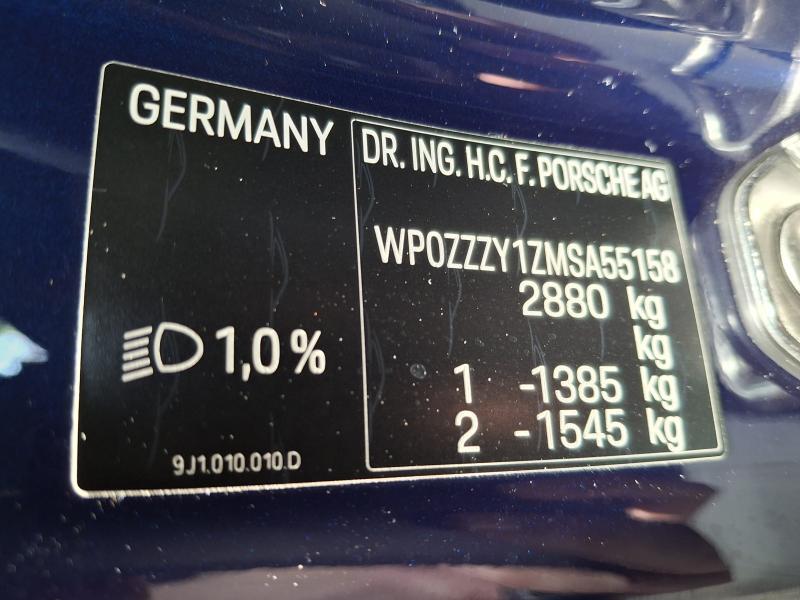 GERMANY
DR. ING. H.C. F. PORSCHE AG
WP0ZZZY1ZMSA55158
2880 kg
kg
1 -1385 kg
2 -1545 kg
1,0 %
9J1.010.010.D